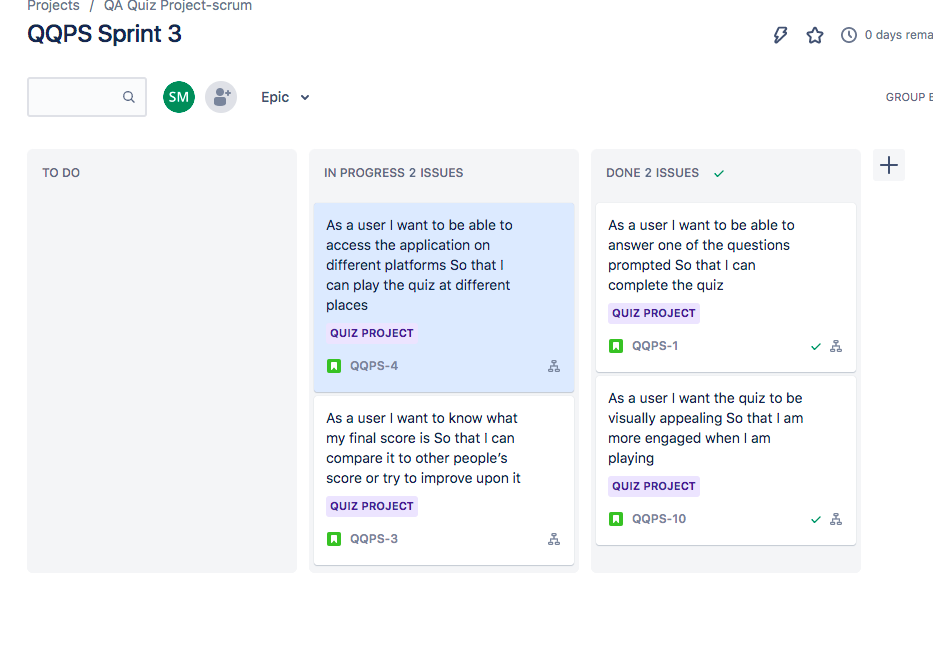 Projects / QA Quiz Project-scrum
QQPS Sprint 3
0 days rema
SM
Epic
GROUP
TO DO
IN PROGRESS 2 ISSUES
As a user I want to be able to
access the application on
different platforms So that I
can play the quiz at different
places
QUIZ PROJECT
QQPS-4
As a user I want to know what
my final score is So that I can
compare it to other people's
score or try to improve upon it
QUIZ PROJECT
QQPS-3
DONE 2 ISSUES
As a user I want to be able to
answer one of the questions
prompted So that I can
complete the quiz
QUIZ PROJECT
QQPS-1
As a user I want the quiz to be
visually appealing So that I am
more engaged when I am
playing
QUIZ PROJECT
QQPS-10